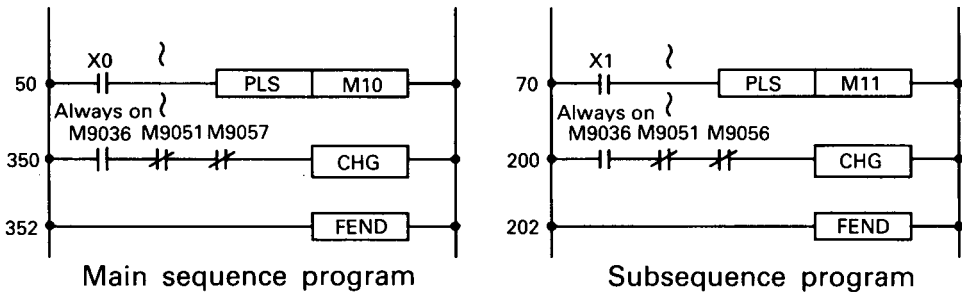 X0
50 PLS M10
Always on
M9036 M9051 M9057
350 CHG
352 FEND
Main sequence program
X1
70 PLS M11
Always on
M9036 M9051 M9056
200 CHG
202 FEND
Subsequence program